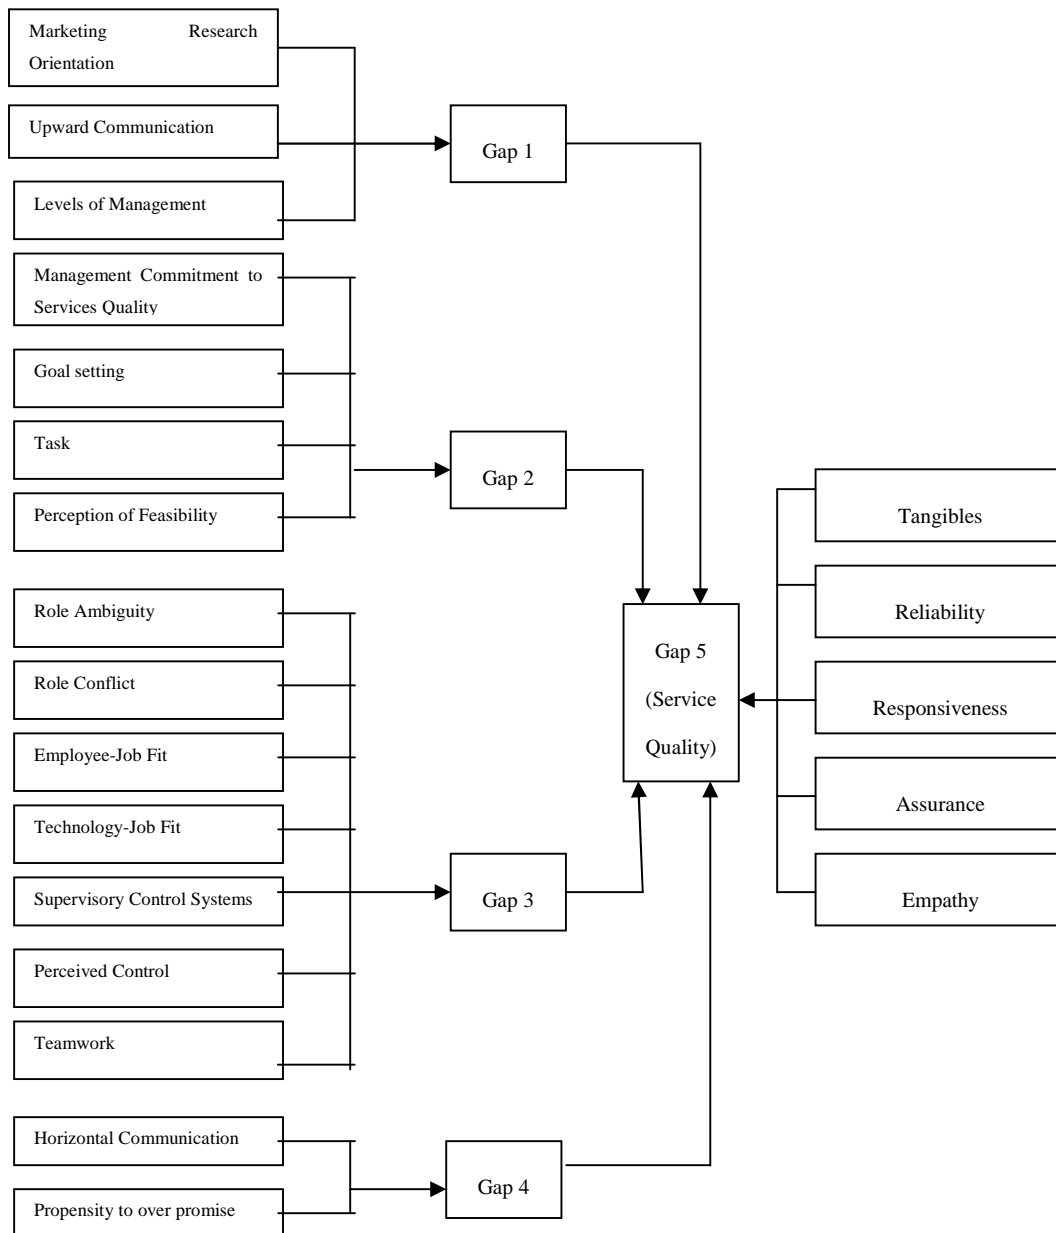 Marketing Research
Orientation
Upward Communication
Gap 1
Levels of Management
Management Commitment to
Services Quality
Goal setting
Task
Gap 2
Perception of Feasibility
Tangibles
Role Ambiguity
Reliability
Role Conflict
Gap 5
(Service
Quality)
Responsiveness
Employee-Job Fit
Technology-Job Fit
Assurance
Supervisory Control Systems
Gap 3
Empathy
Perceived Control
Teamwork
Horizontal Communication
Gap 4
Propensity to over promise